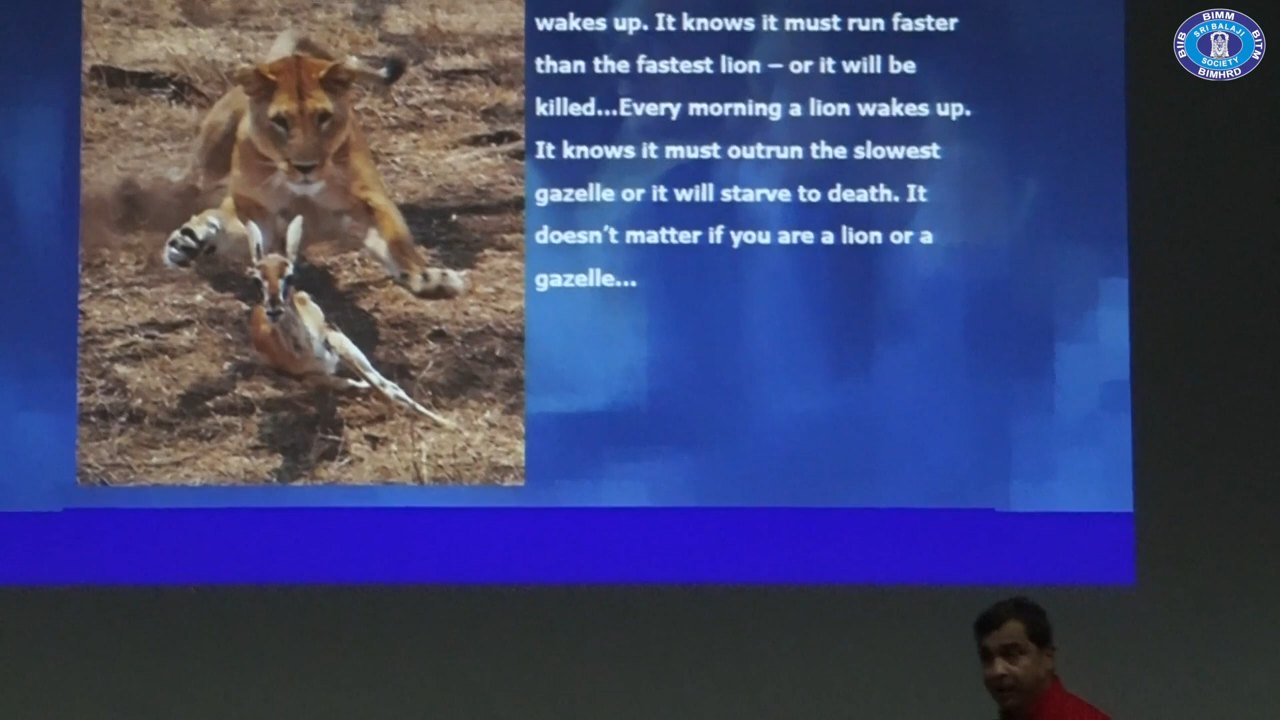 wakes up. It knows it must run faster
than the fastest lion – or it will be
killed...Every morning a lion wakes up.
It knows it must outrun the slowest
gazelle or it will starve to death. It
doesn't matter if you are a lion or a
gazelle...
BIMM
SRI BALAJI
BIIB
BITM
SOCIETY
BIMHRD